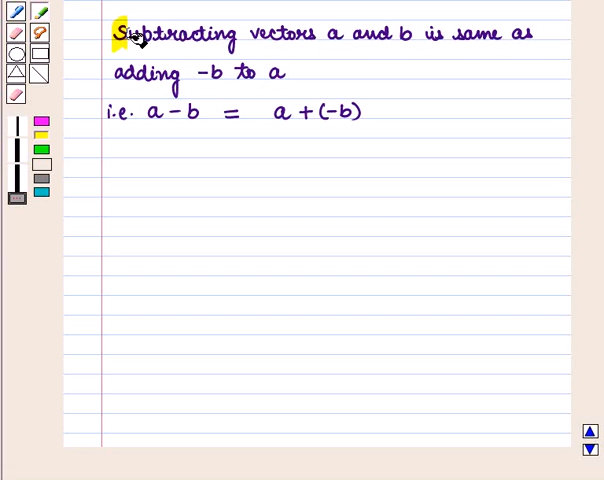 Subtracting vectors a and b is same as
adding -b to a
i.e. a - b = a + (-b)